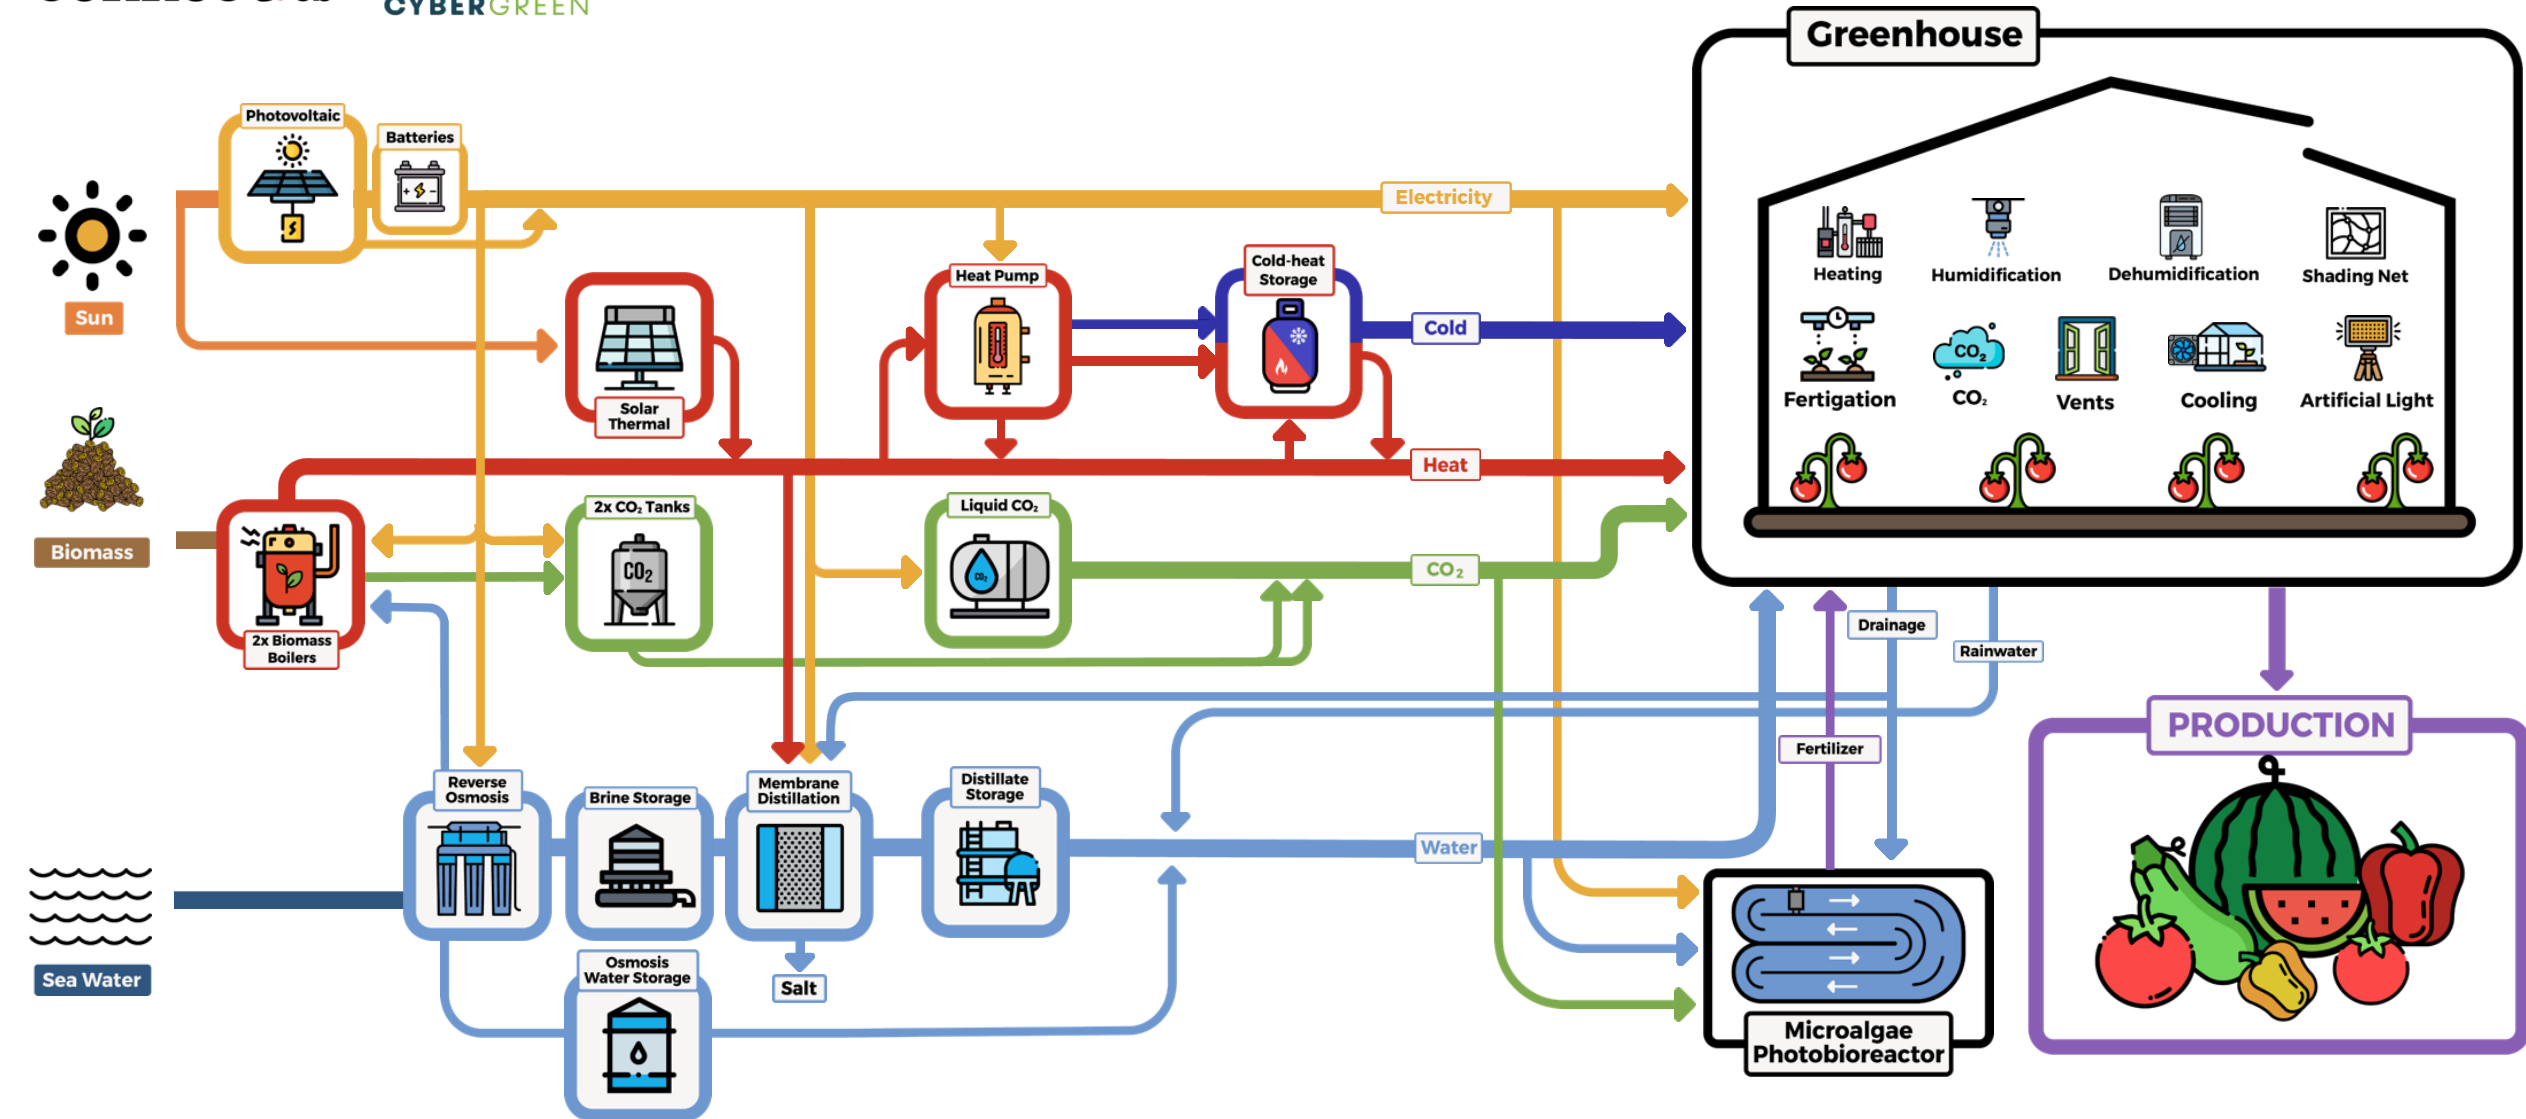 CYBERGREEN
Greenhouse
Photovoltaic
Batteries
Electricity
Heating
Humidification
Dehumidification
Shading Net
Sun
Heat Pump
Cold-heat
Storage
Cold
Solar
Thermal
CO₂
Fertigation
CO₂
Vents
Cooling
Artificial Light
Heat
Biomass
2x CO₂ Tanks
CO2
Liquid CO₂
CO₂
CO₂
2x Biomass
Boilers
Drainage
Rainwater
PRODUCTION
Fertilizer
Reverse
Osmosis
Brine Storage
Membrane
Distillation
Distillate
Storage
Water
Sea Water
Osmosis
Water Storage
Salt
Microalgae
Photobioreactor